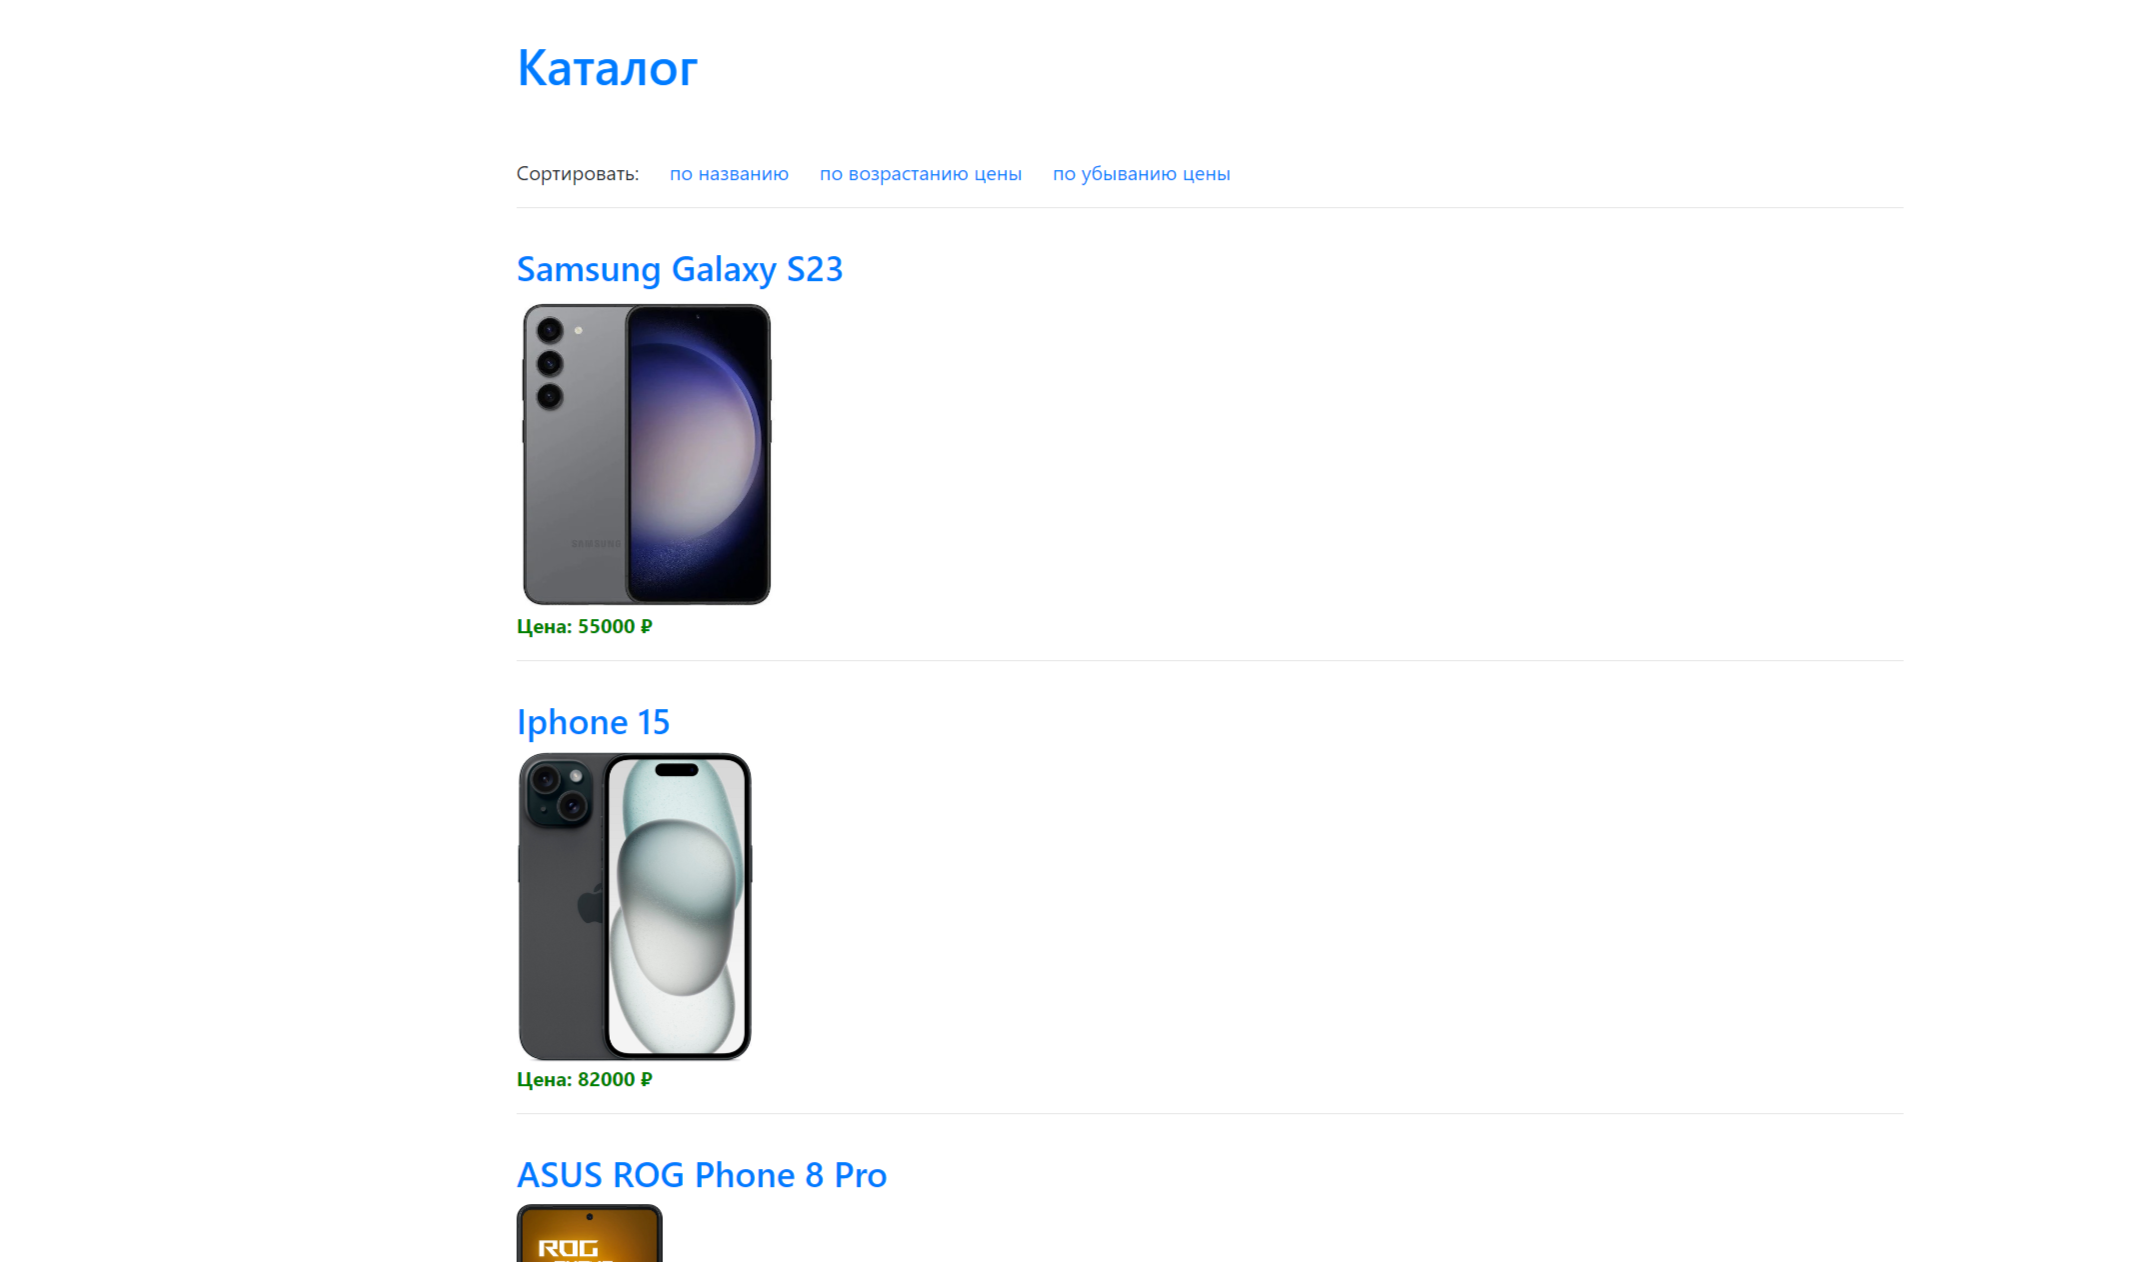 Каталог
Сортировать: по названию по возрастанию цены по убыванию цены
Samsung Galaxy S23
SAMSUNG
Цена: 55000 ₽
Iphone 15
Цена: 82000 ₽
ASUS ROG Phone 8 Pro
ROG